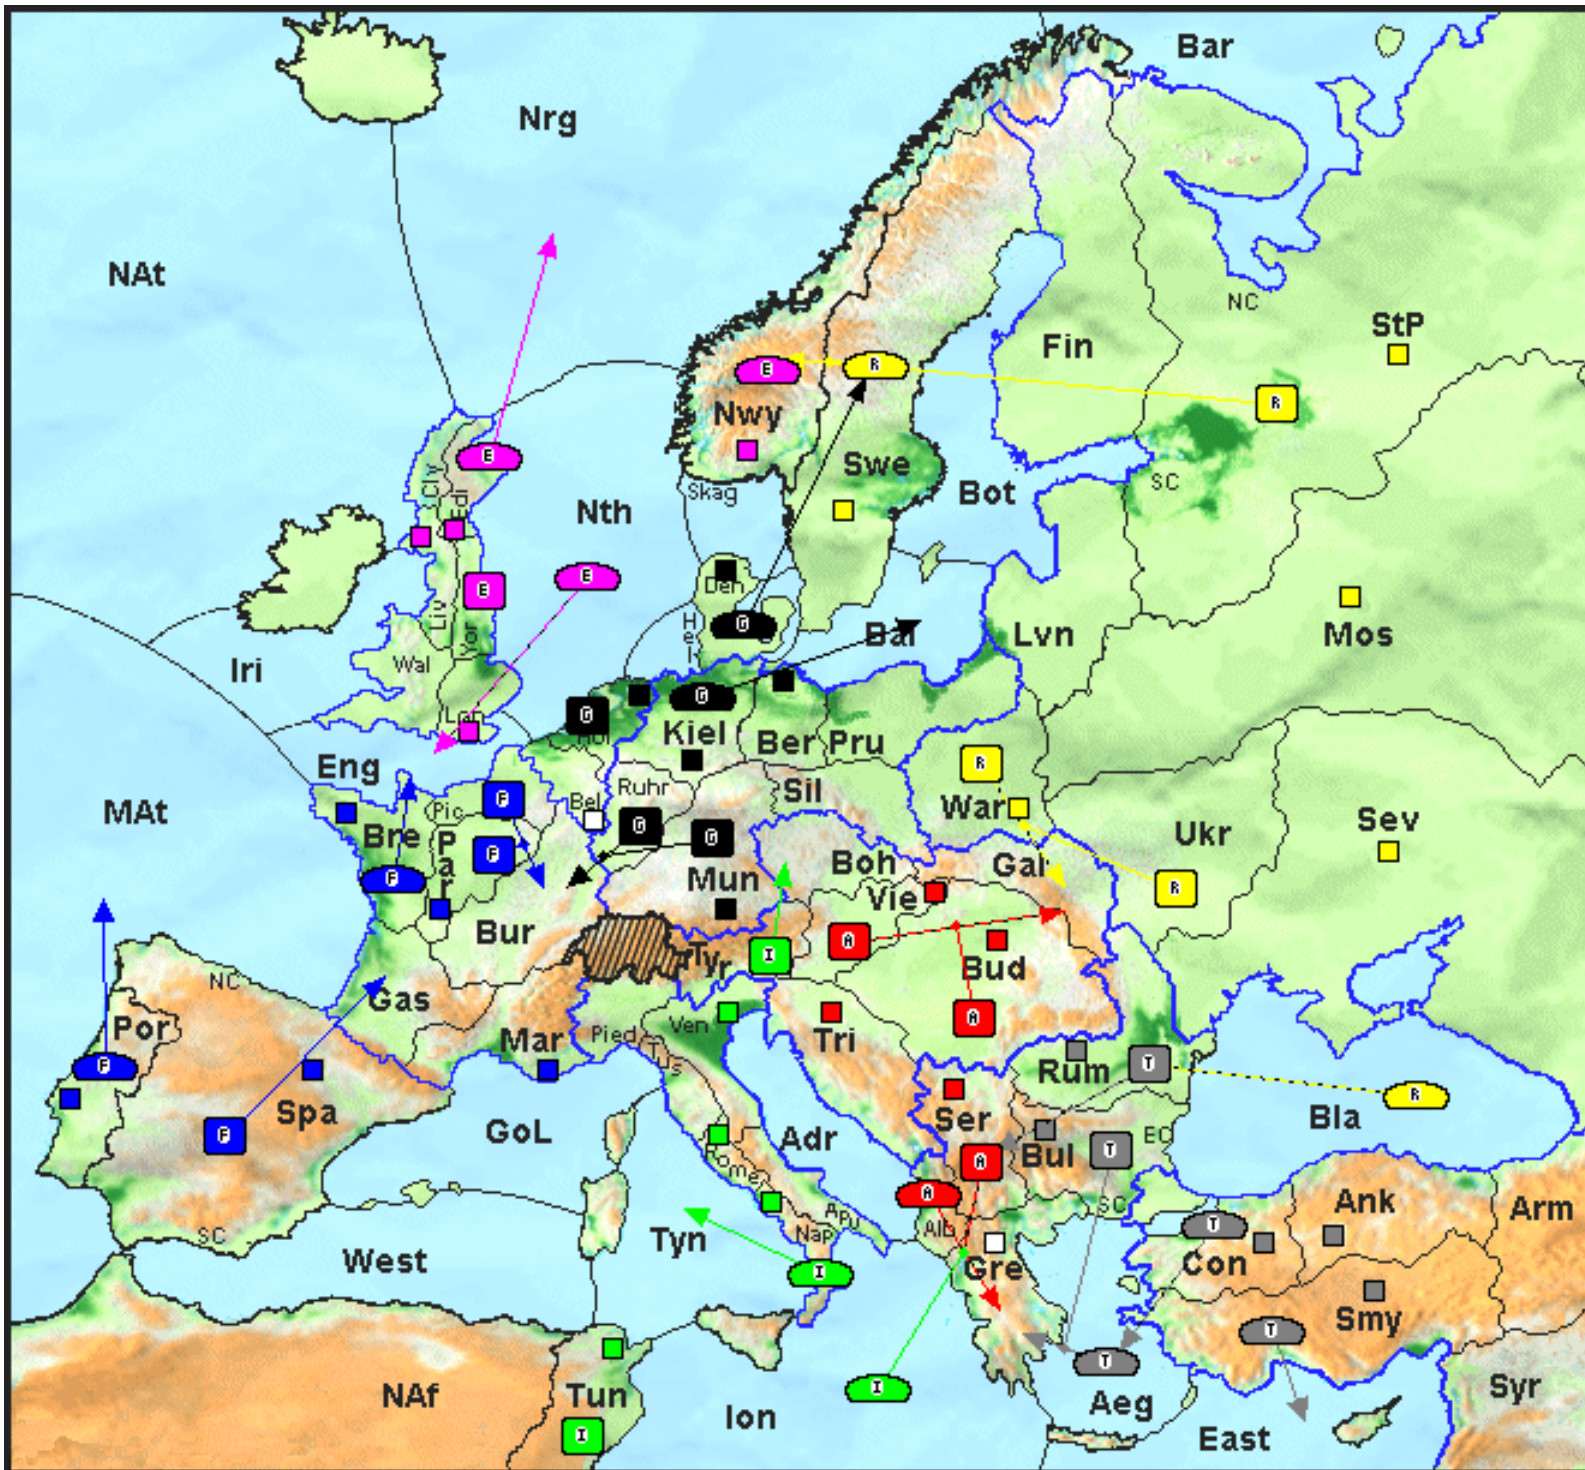 Bar
Nrg
NAt
NC
StP
Fin
E
R
R
Nwy
E
Swe
SC
Cly
Edi
Skag
Bot
Nth
E
E
Den
Liv
Yor
Hel
G
Bal
Lvn
Mos
Iri
Wal
Lon
G
G
Hol
Kiel
Ber
Pru
Eng
R
Sil
MAt
Pic
F
Bel
Ruhr
War
Bre
Par
F
G
G
Ukr
Sev
Boh
Gal
F
Mun
Vie
R
Bur
A
I
Tyr
Bud
NC
Gas
Por
Mar
Pied
Ven
Tri
A
Tus
F
Rum
T
R
Spa
GoL
Adr
Ser
Bla
F
EC
Bul
T
Rome
A
SC
A
Ank
Arm
SC
Tyn
Apu
Nap
Alb
T
West
Gre
Con
I
Smy
T
T
NAf
Tun
I
Ion
Aeg
Syr
I
East